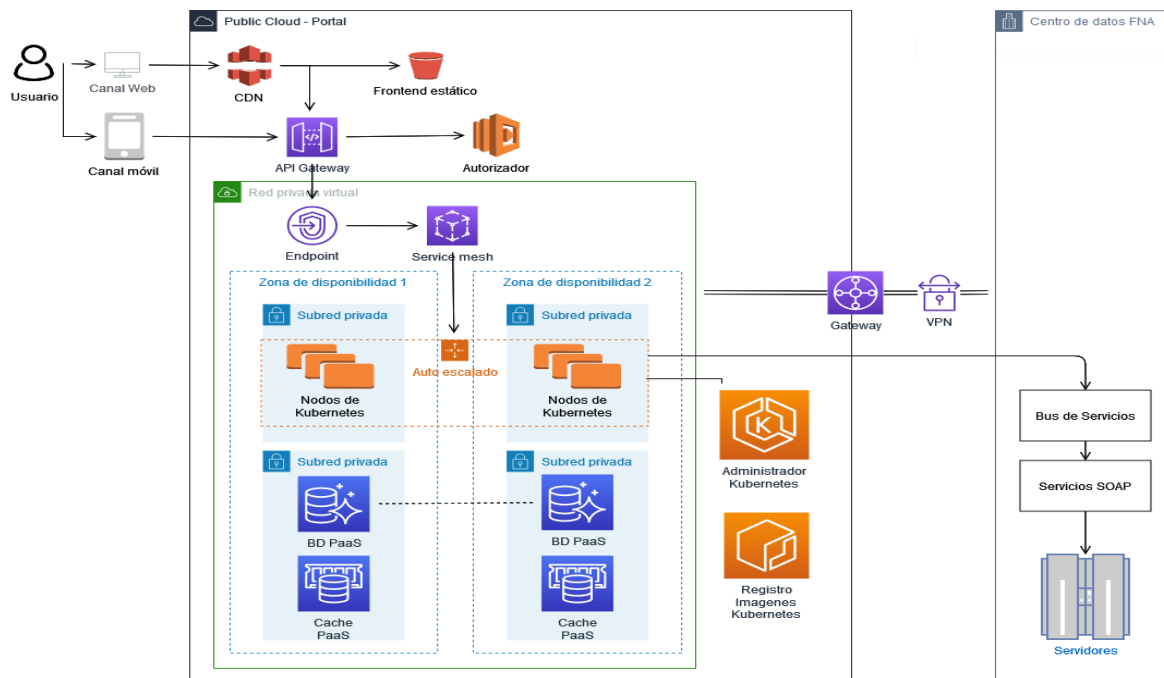 Public Cloud - Portal
Centro de datos FNA
Usuario
Canal Web
CDN
Frontend estático
Canal móvil
API Gateway
Autorizador
Red privada virtual
Endpoint
Service mesh
Zona de disponibilidad 1
Zona de disponibilidad 2
Subred privada
Subred privada
Gateway
VPN
Auto escalado
Nodos de
Kubernetes
Nodos de
Kubernetes
Bus de Servicios
Subred privada
Subred privada
Administrador
Kubernetes
Servicios SOAP
BD PaaS
BD PaaS
Registro
Imagenes
Kubernetes
Cache
PaaS
Cache
PaaS
Servidores